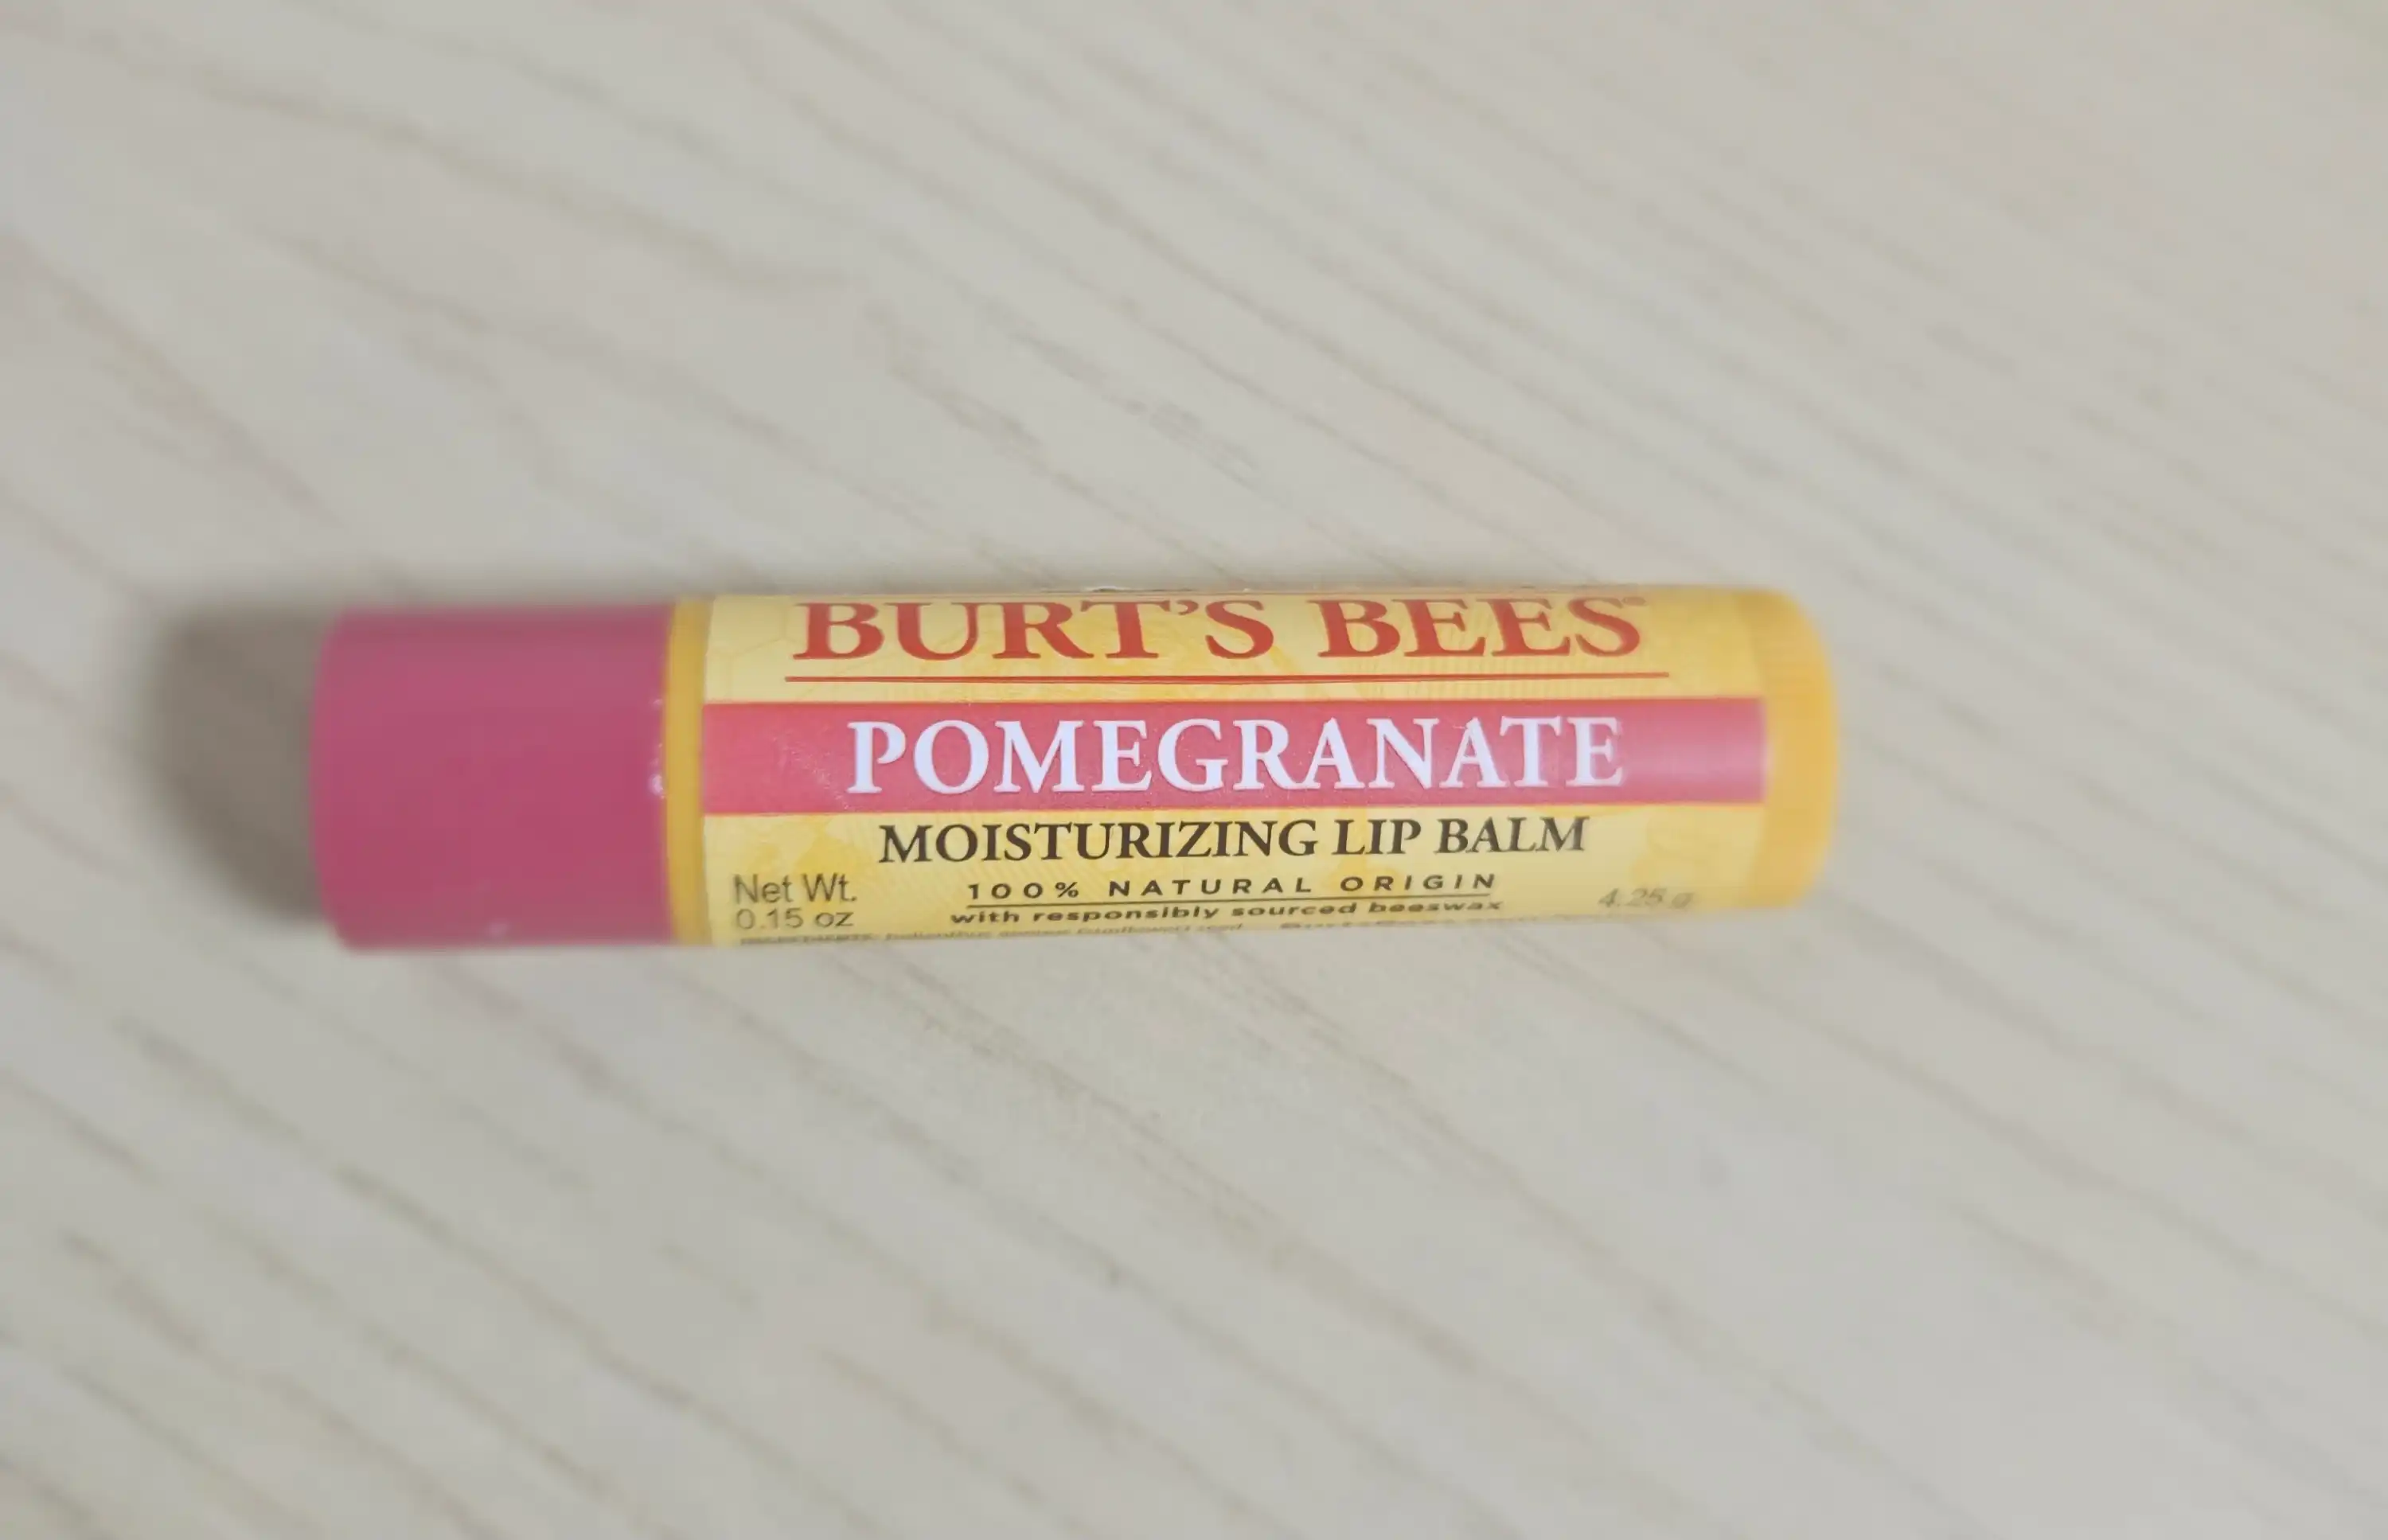 BURT'S BEES®
POMEGRANATE
MOISTURIZING LIP BALM
Net Wt.
0.15 oz
100% NATURAL ORIGIN
with responsibly sourced beeswax
4.25 g